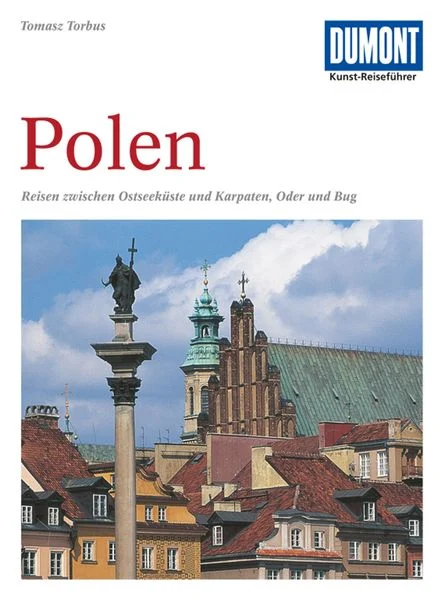 Tomasz Torbus
DUMONT
Kunst-Reiseführer
Polen
Reisen zwischen Ostseeküste und Karpaten, Oder und Bug